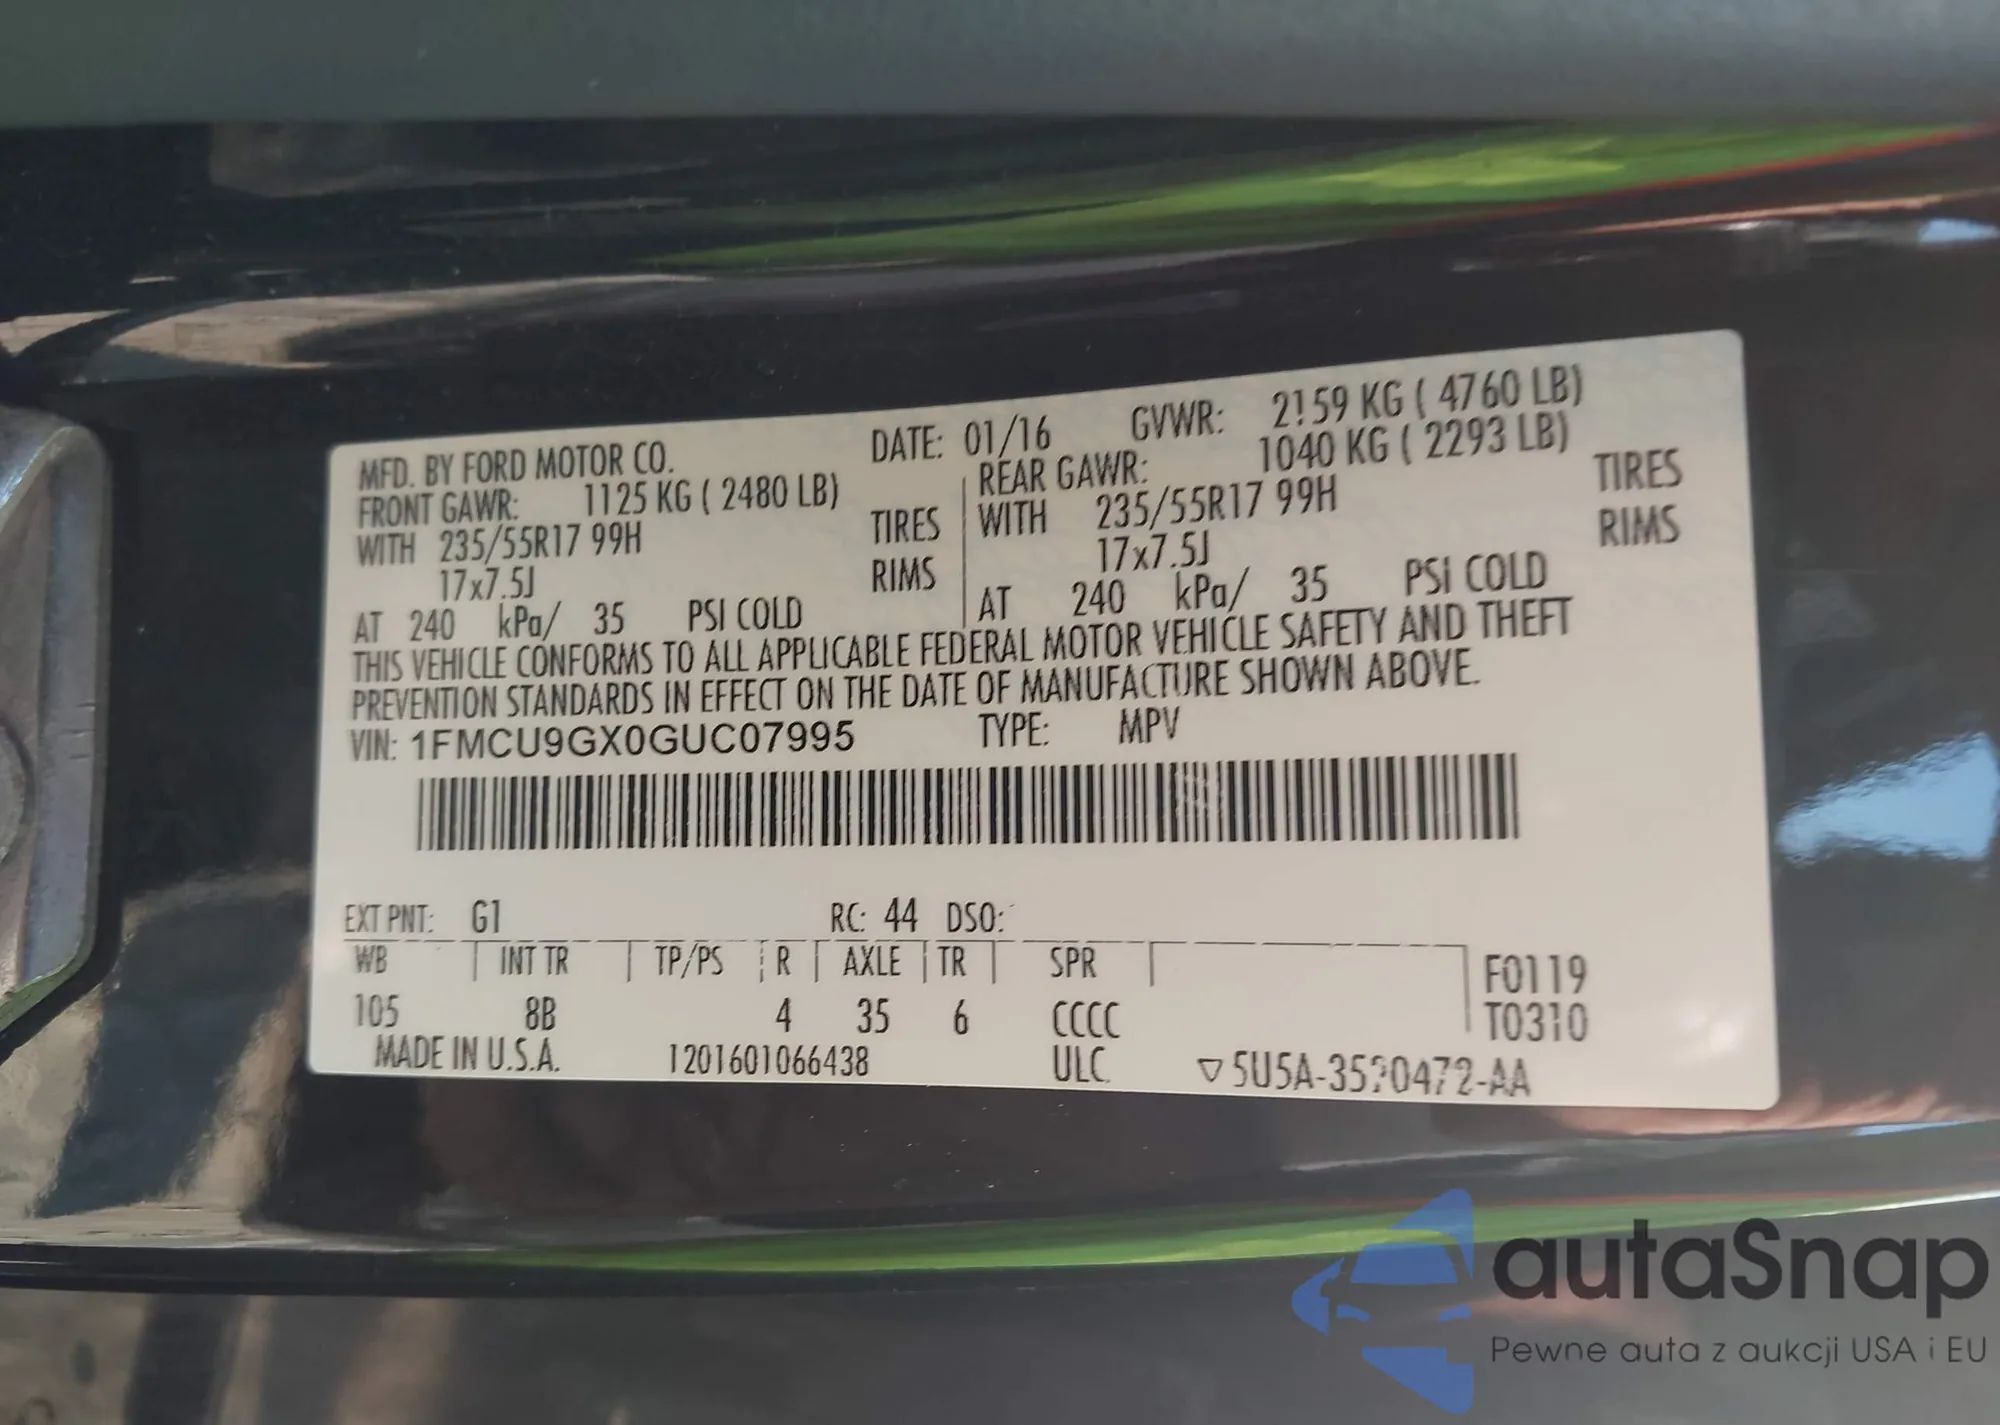 MFD. BY FORD MOTOR CO. DATE: 01/16 GVWR: 2159 KG ( 4760 LB)
FRONT GAWR: 1125 KG ( 2480 LB) REAR GAWR: 1040 KG ( 2293 LB)
WITH 235/55R17 99H TIRES WITH 235/55R17 99H TIRES
17x7.5J RIMS 17x7.5J RIMS
AT 240 kPa/ 35 PSI COLD AT 240 kPa/ 35 PSI COLD
THIS VEHICLE CONFORMS TO ALL APPLICABLE FEDERAL MOTOR VEHICLE SAFETY AND THEFT
PREVENTION STANDARDS IN EFFECT ON THE DATE OF MANUFACTURE SHOWN ABOVE.
VIN: 1FMCU9GX0GUC07995 TYPE: MPV
EXT PNT: G1 RC: 44 DSO:
WB INT TR TP/PS R AXLE TR SPR F0119
105 8B 4 35 6 CCCC T0310
MADE IN U.S.A. 1201601066438 ULC ▽5U5A-3520472-AA
autaSnap
Pewne auta z aukcji USA i EU